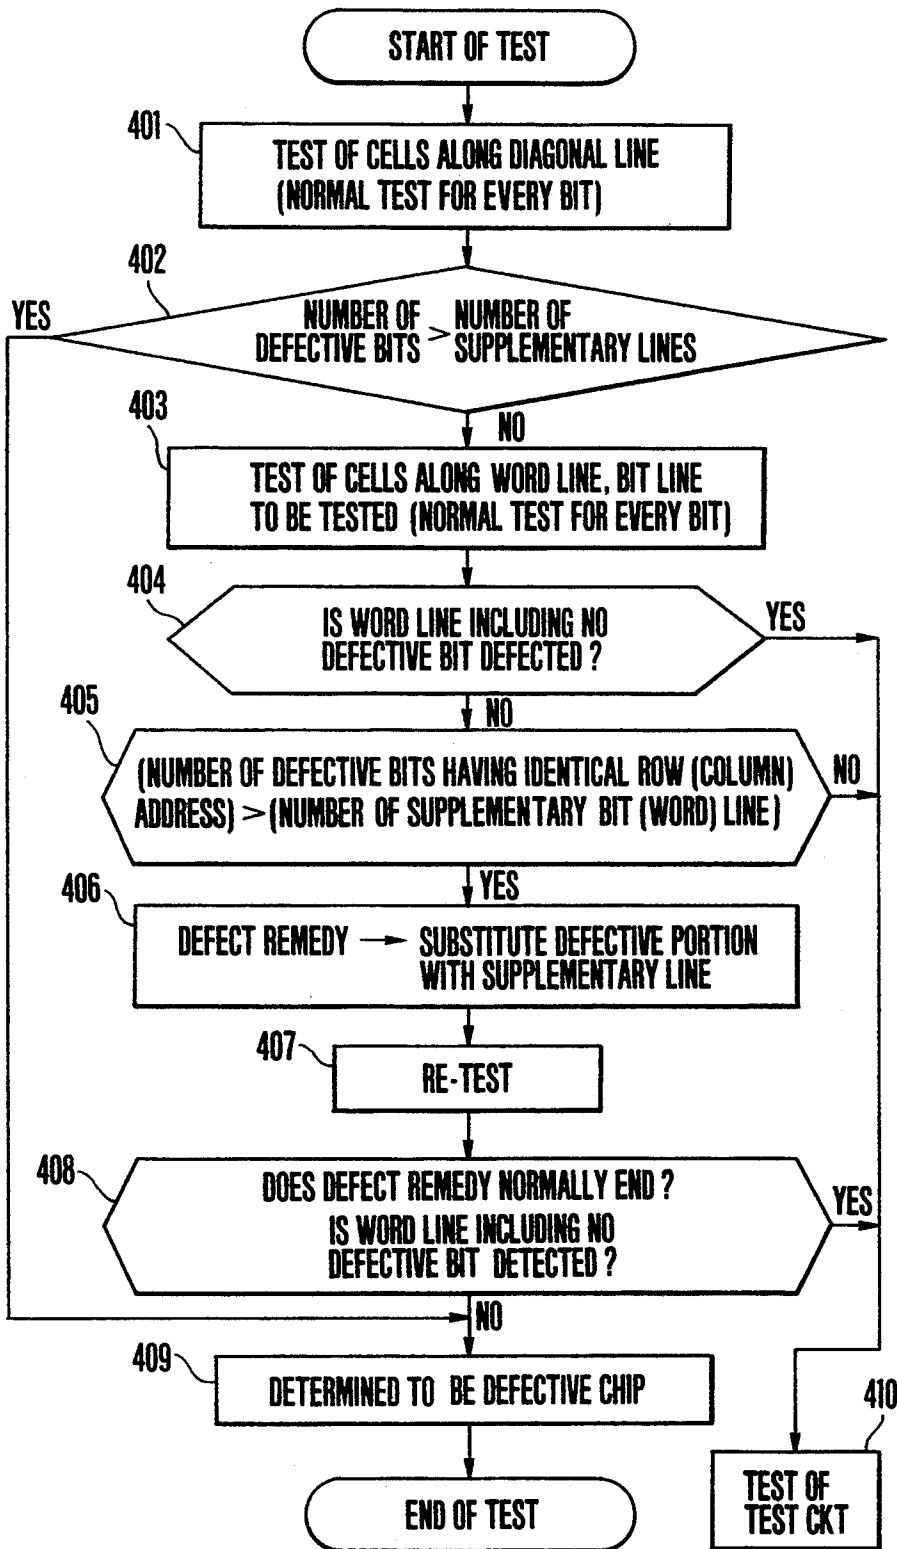 START OF TEST
401
TEST OF CELLS ALONG DIAGONAL LINE
(NORMAL TEST FOR EVERY BIT)
402
YES
NUMBER OF DEFECTIVE BITS > NUMBER OF SUPPLEMENTARY LINES
NO
403
TEST OF CELLS ALONG WORD LINE, BIT LINE
TO BE TESTED (NORMAL TEST FOR EVERY BIT)
404
IS WORD LINE INCLUDING NO
DEFECTIVE BIT DEFECTED ?
YES
NO
405
(NUMBER OF DEFECTIVE BITS HAVING IDENTICAL ROW (COLUMN)
ADDRESS) > (NUMBER OF SUPPLEMENTARY BIT (WORD) LINE)
NO
YES
406
DEFECT REMEDY → SUBSTITUTE DEFECTIVE PORTION
WITH SUPPLEMENTARY LINE
407
RE-TEST
408
DOES DEFECT REMEDY NORMALLY END ?
IS WORD LINE INCLUDING NO
DEFECTIVE BIT DETECTED ?
YES
NO
409
DETERMINED TO BE DEFECTIVE CHIP
END OF TEST
410
TEST OF
TEST CKT